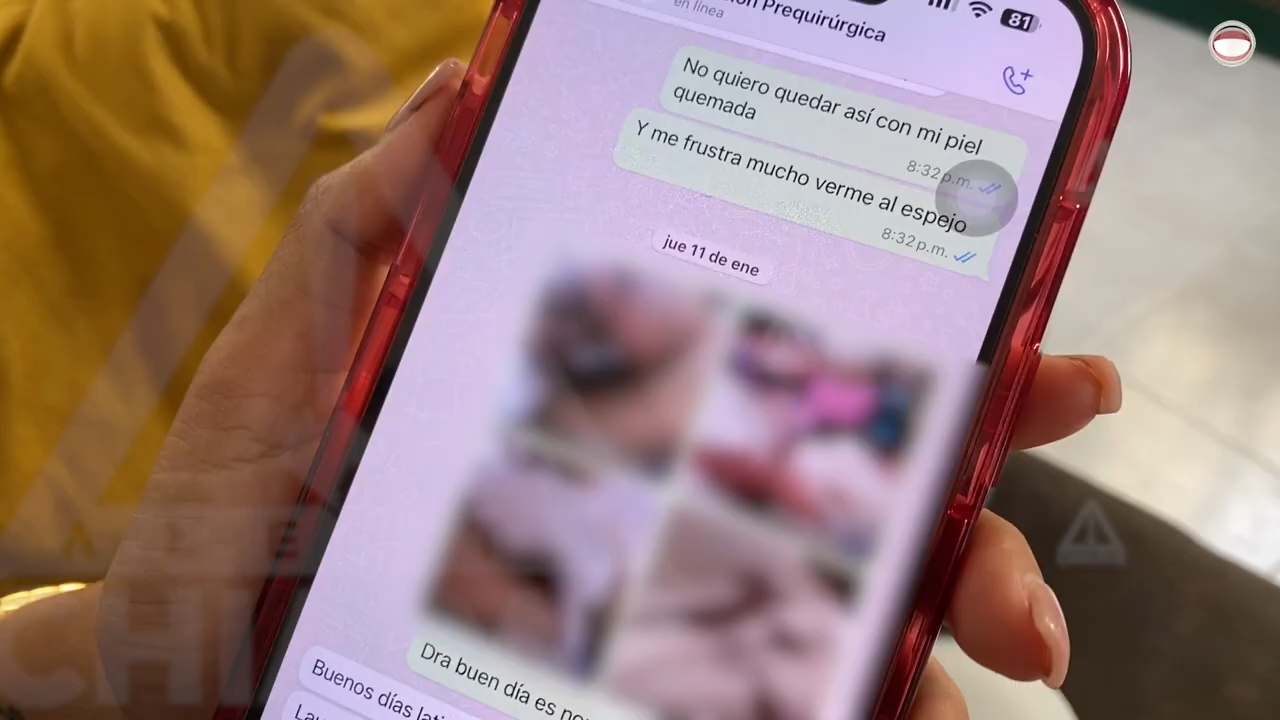 Prequirúrgica
en línea
81
No quiero quedar así con mi piel
quemada
8:32 p.m.
Y me frustra mucho verme al espejo
8:32 p.m.
jue 11 de ene
Dra buen día es
Buenos días